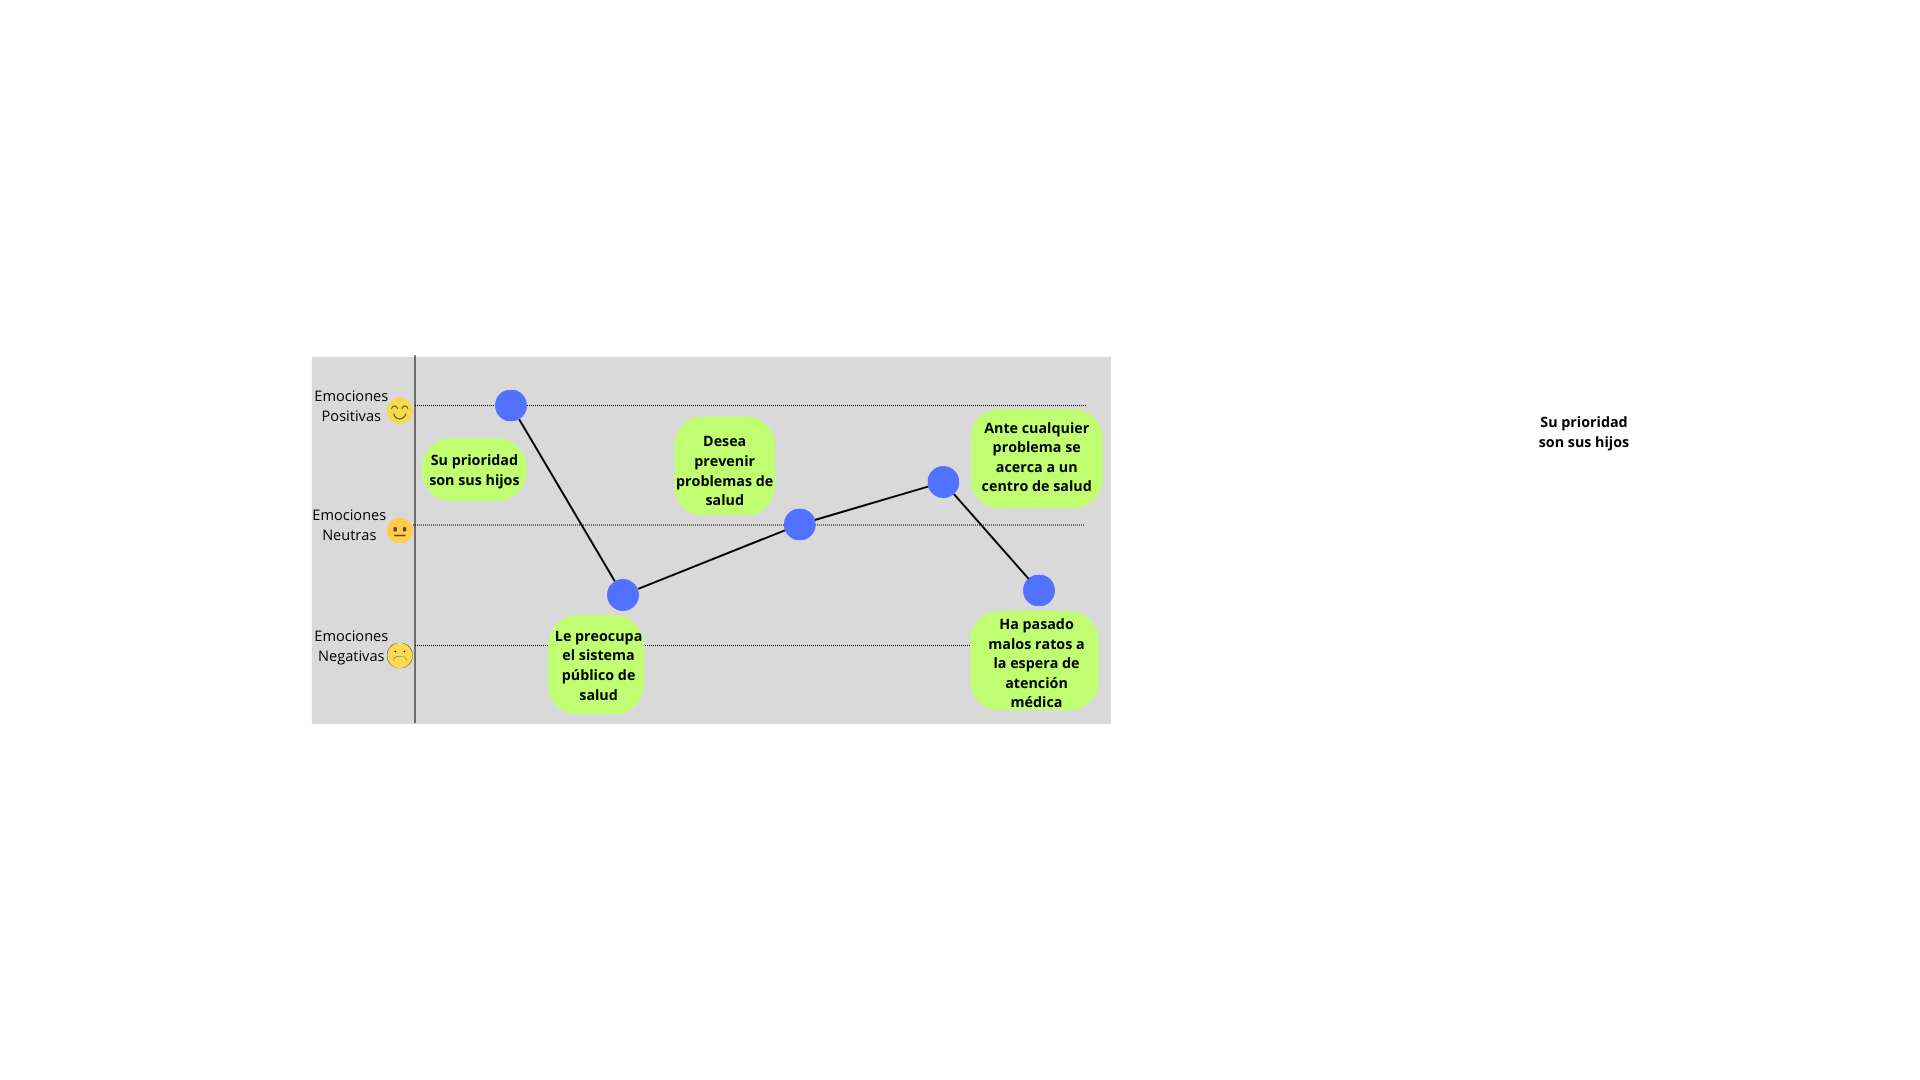 Emociones
Positivas
Su prioridad
son sus hijos
Desea
prevenir
problemas de
salud
Ante cualquier
problema se
acerca a un
centro de salud
Su prioridad
son sus hijos
Emociones
Neutras
Emociones
Negativas
Le preocupa
el sistema
público de
salud
Ha pasado
malos ratos a
la espera de
atención
médica